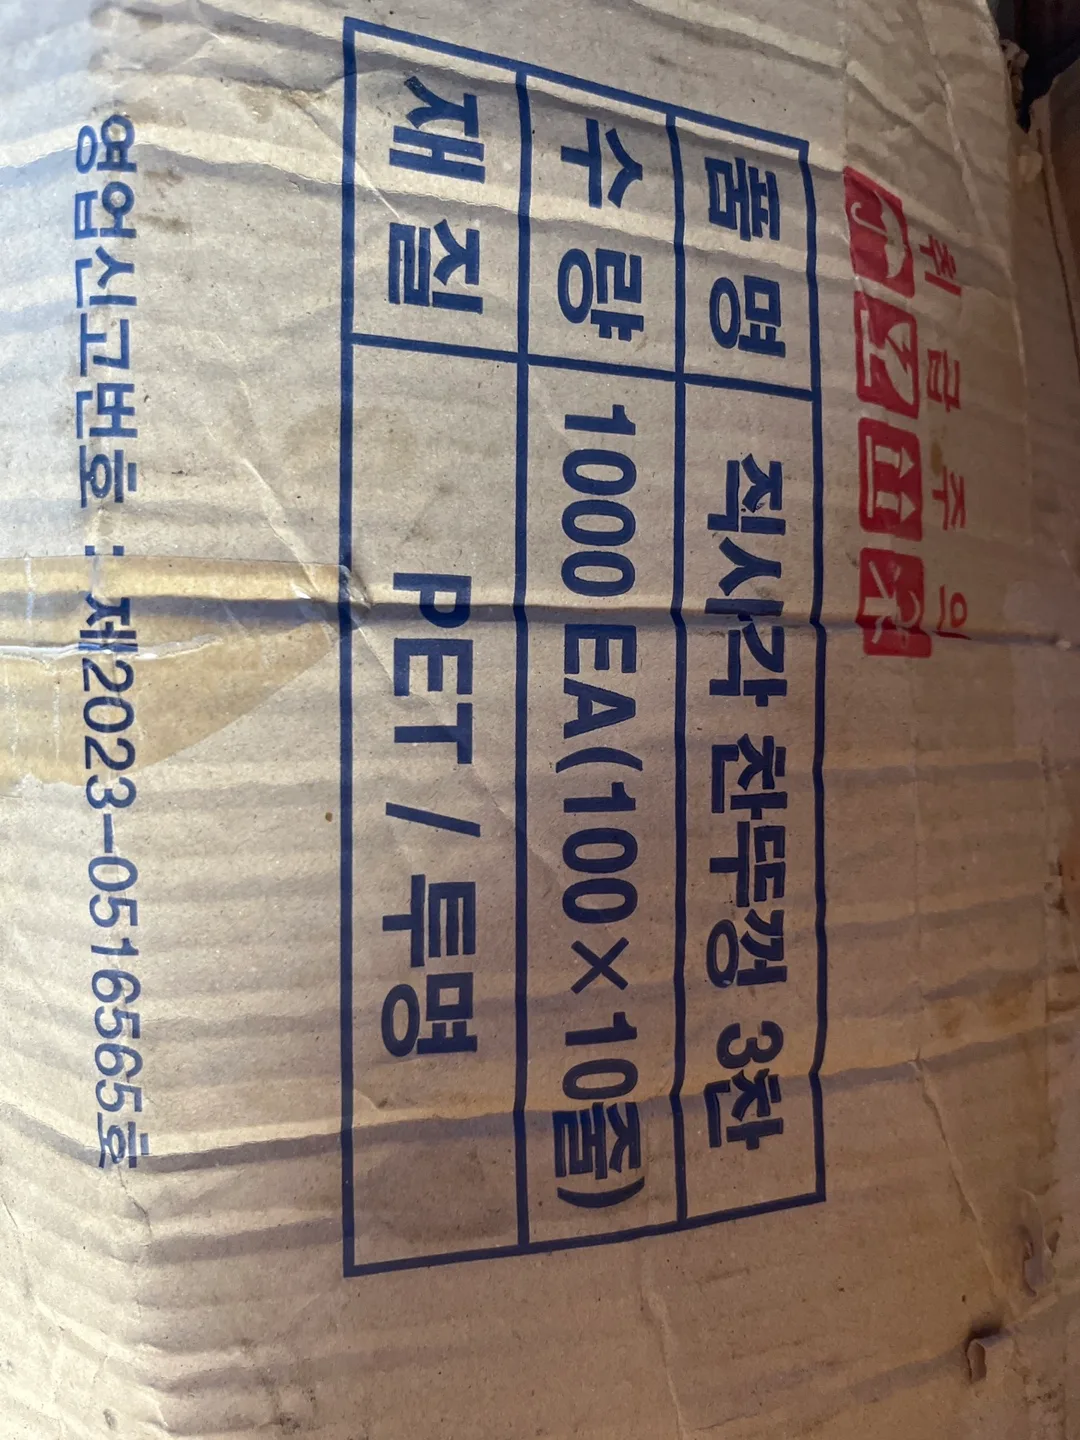 취급주의
품명 직사각 찬뚜껑 3찬
수량 1000 EA(100×10줄)
재질 PET / 투명
영업신고번호 : 제2023-0516565호